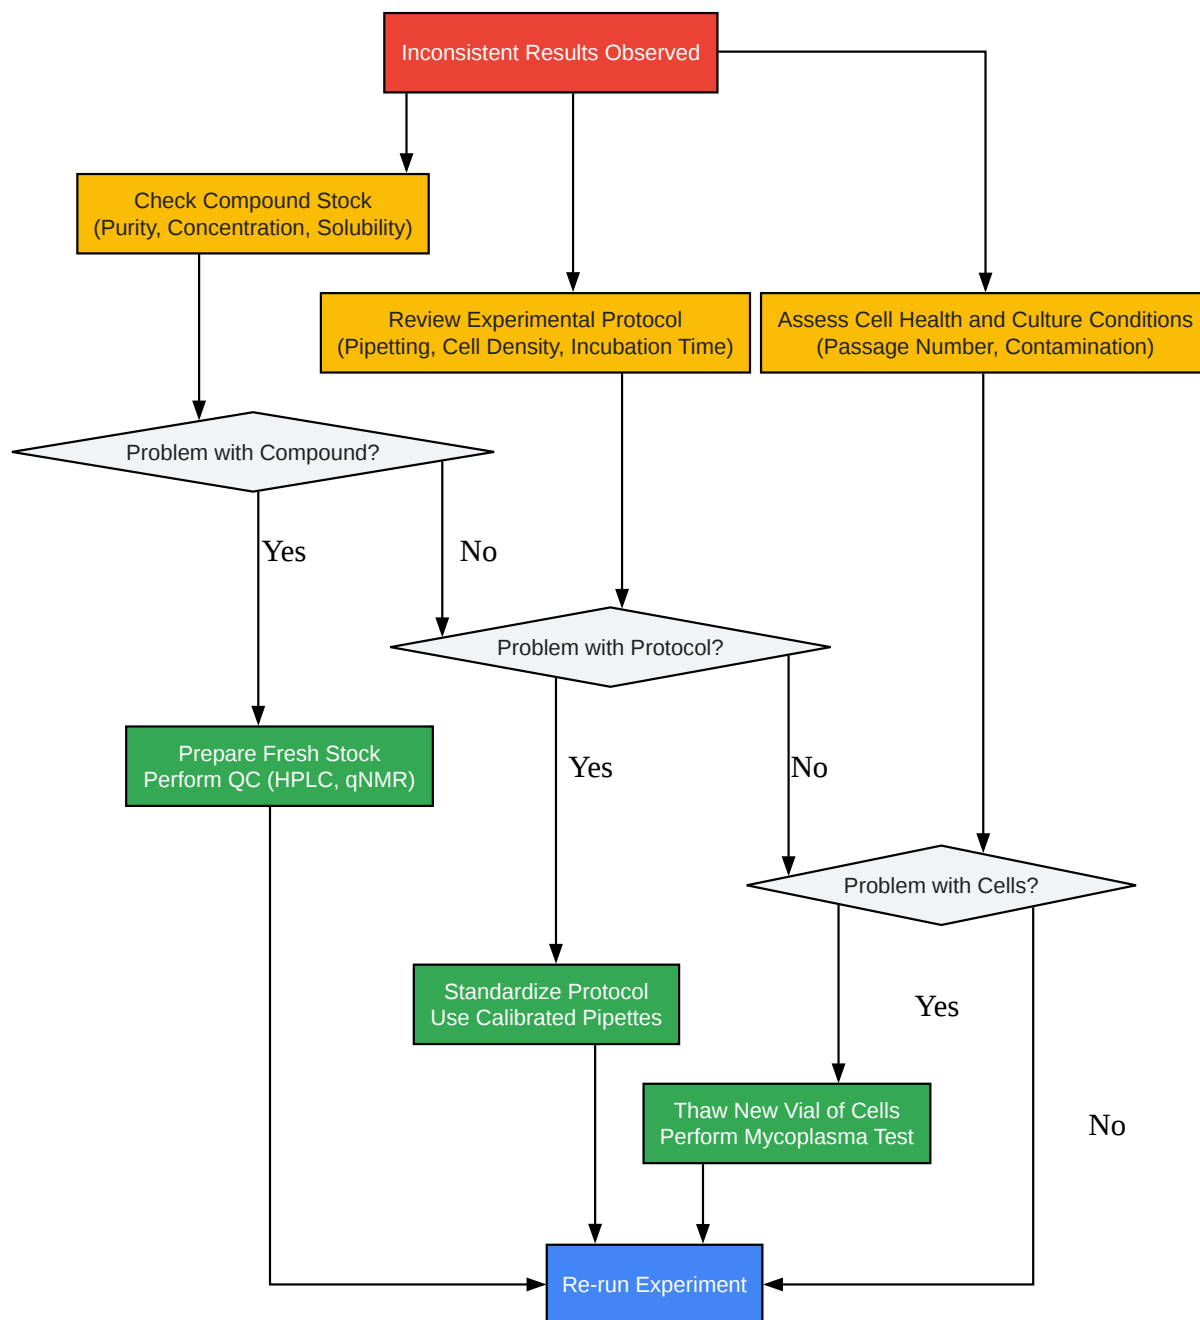 Inconsistent Results Observed
Check Compound Stock
(Purity, Concentration, Solubility)
Review Experimental Protocol
(Pipetting, Cell Density, Incubation Time)
Assess Cell Health and Culture Conditions
(Passage Number, Contamination)
Problem with Compound?
Yes
No
Problem with Protocol?
Prepare Fresh Stock
Perform QC (HPLC, qNMR)
Yes
No
Problem with Cells?
Standardize Protocol
Use Calibrated Pipettes
Yes
Thaw New Vial of Cells
Perform Mycoplasma Test
No
Re-run Experiment